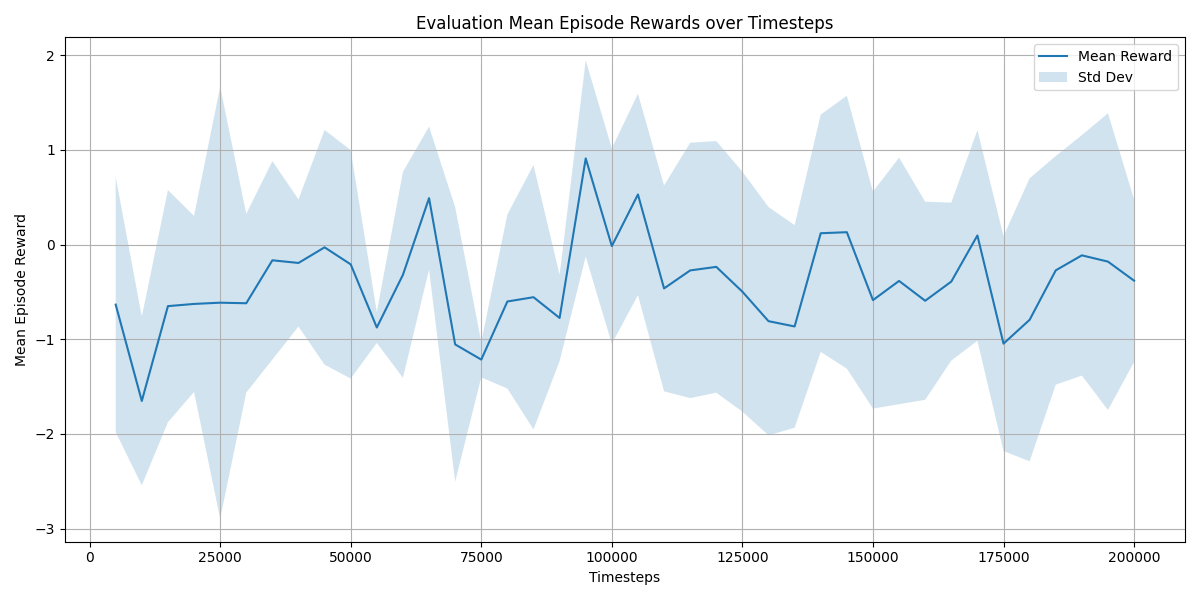 Evaluation Mean Episode Rewards over Timesteps
Mean Reward
Std Dev
Mean Episode Reward
2
1
0
−1
−2
−3
0 25000 50000 75000 100000 125000 150000 175000 200000
Timesteps